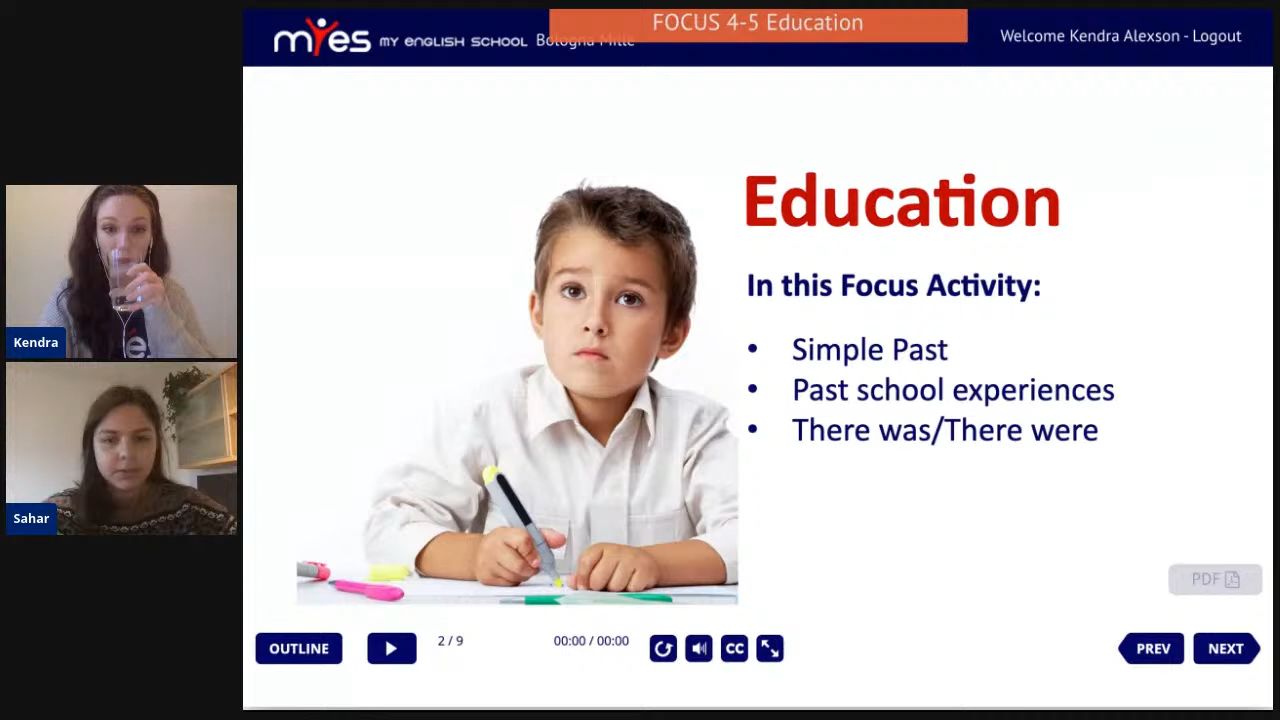 FOCUS 4-5 Education
myes MY ENGLISH SCHOOL Bologna Mille
Welcome Kendra Alexson - Logout
Education
In this Focus Activity:
• Simple Past
• Past school experiences
• There was/There were
Kendra
Sahar
PDF
OUTLINE
2 / 9
00:00 / 00:00
CC
PREV
NEXT